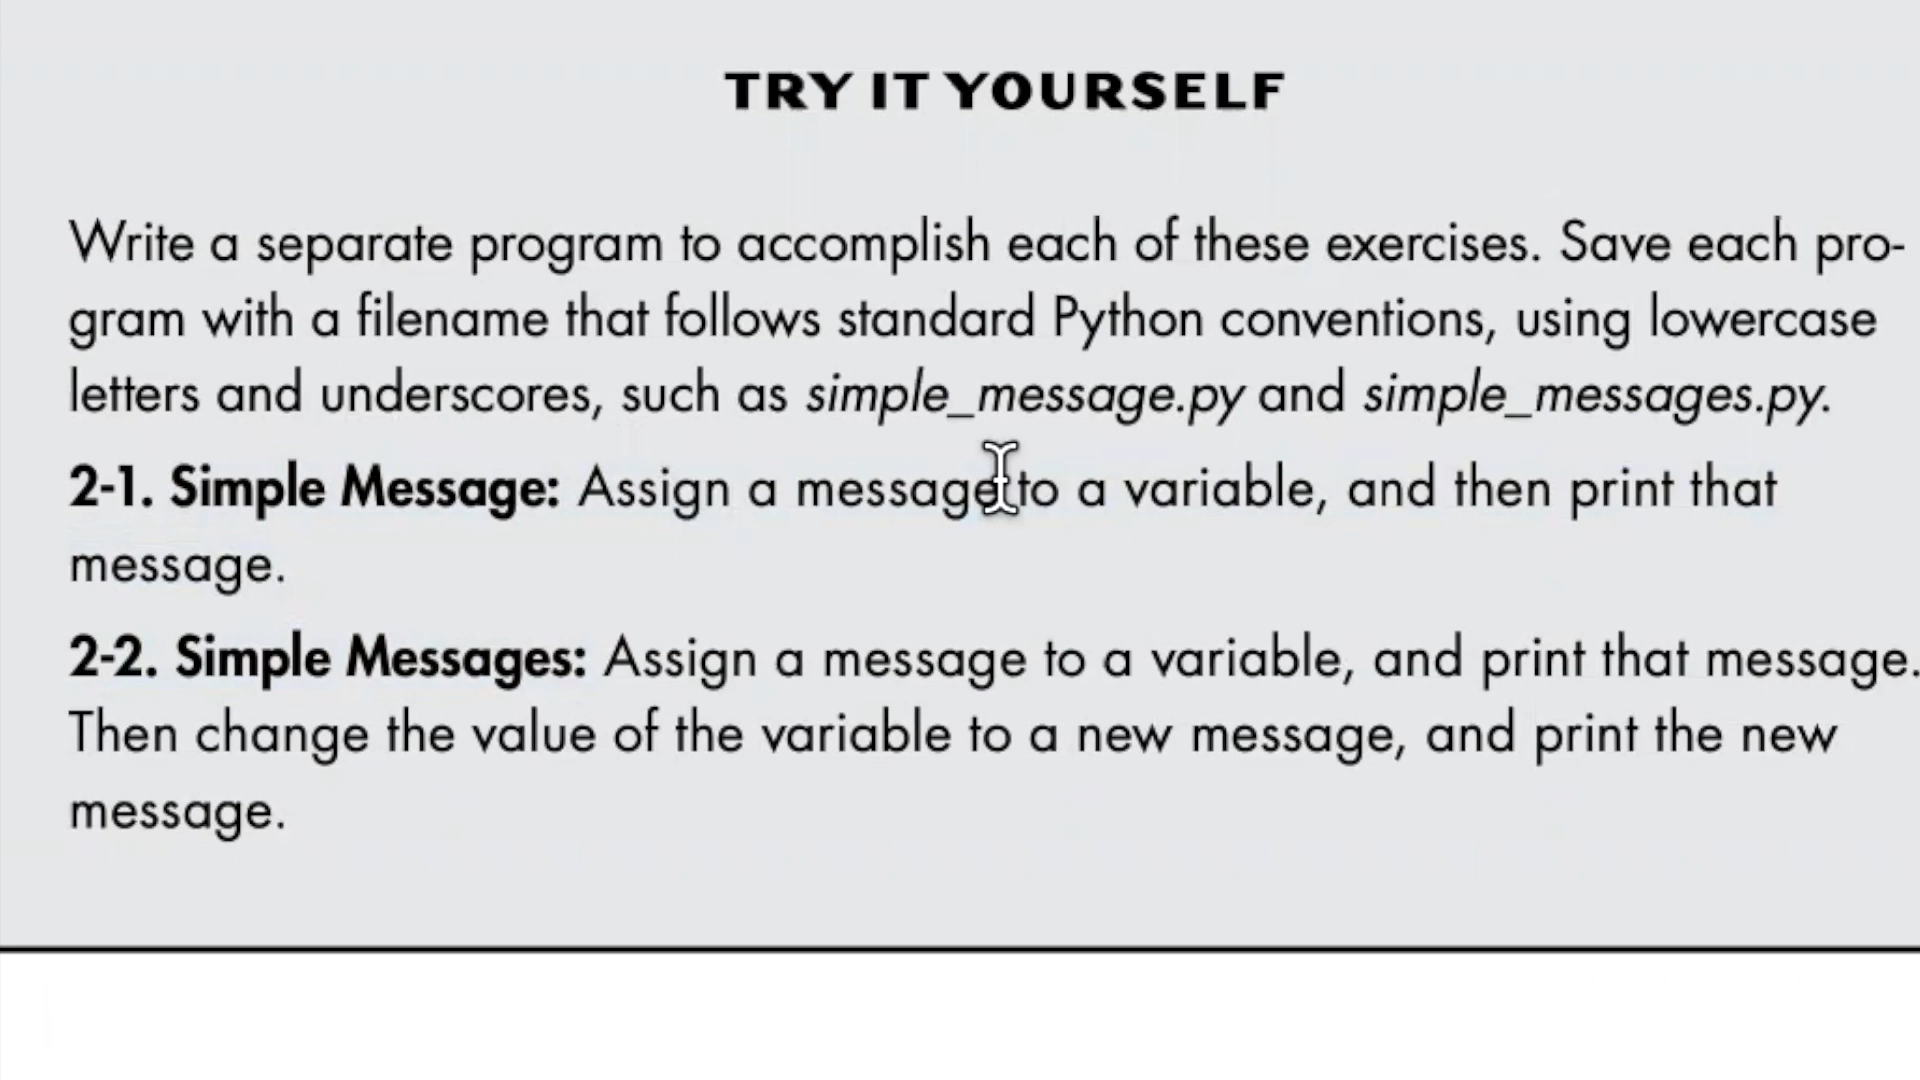 TRY IT YOURSELF
Write a separate program to accomplish each of these exercises. Save each pro-
gram with a filename that follows standard Python conventions, using lowercase
letters and underscores, such as simple_message.py and simple_messages.py.
2-1. Simple Message: Assign a message to a variable, and then print that
message.
2-2. Simple Messages: Assign a message to a variable, and print that message.
Then change the value of the variable to a new message, and print the new
message.